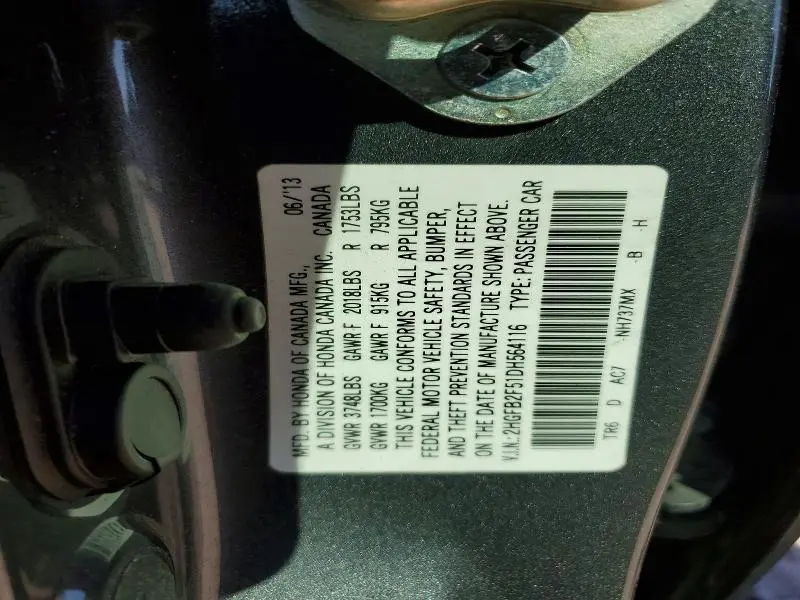 MFD. BY HONDA OF CANADA MFG., 06/'13
A DIVISION OF HONDA CANADA INC. CANADA
GVWR 3748LBS GAWR F 2018LBS R 1753LBS
GVWR 1700KG GAWR F 915KG R 795KG
THIS VEHICLE CONFORMS TO ALL APPLICABLE
FEDERAL MOTOR VEHICLE SAFETY, BUMPER,
AND THEFT PREVENTION STANDARDS IN EFFECT
ON THE DATE OF MANUFACTURE SHOWN ABOVE.
V.I.N.: 2HGFB2F51DH564116 TYPE: PASSENGER CAR
TR6 D AC7 NH737MX -B -H